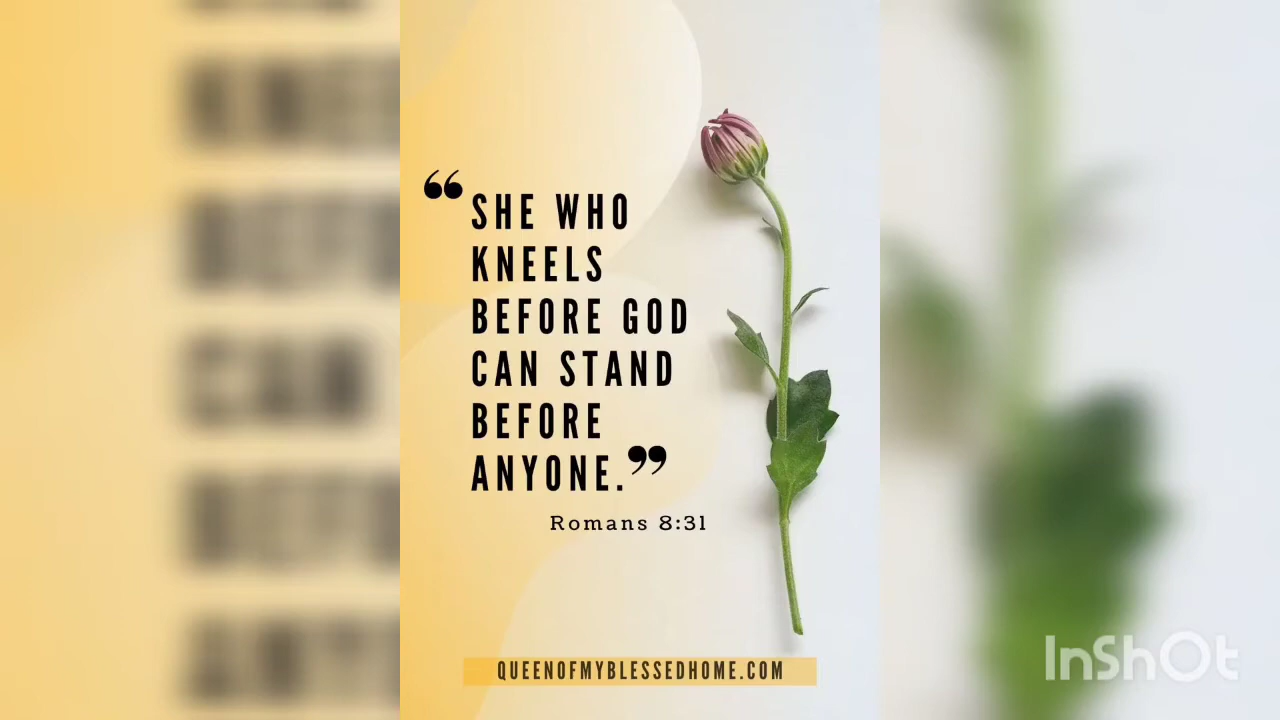 “SHE WHO
KNEELS
BEFORE GOD
CAN STAND
BEFORE
ANYONE.”
Romans 8:31
QUEENOFMYBLESSEDHOME.COM
InShOt